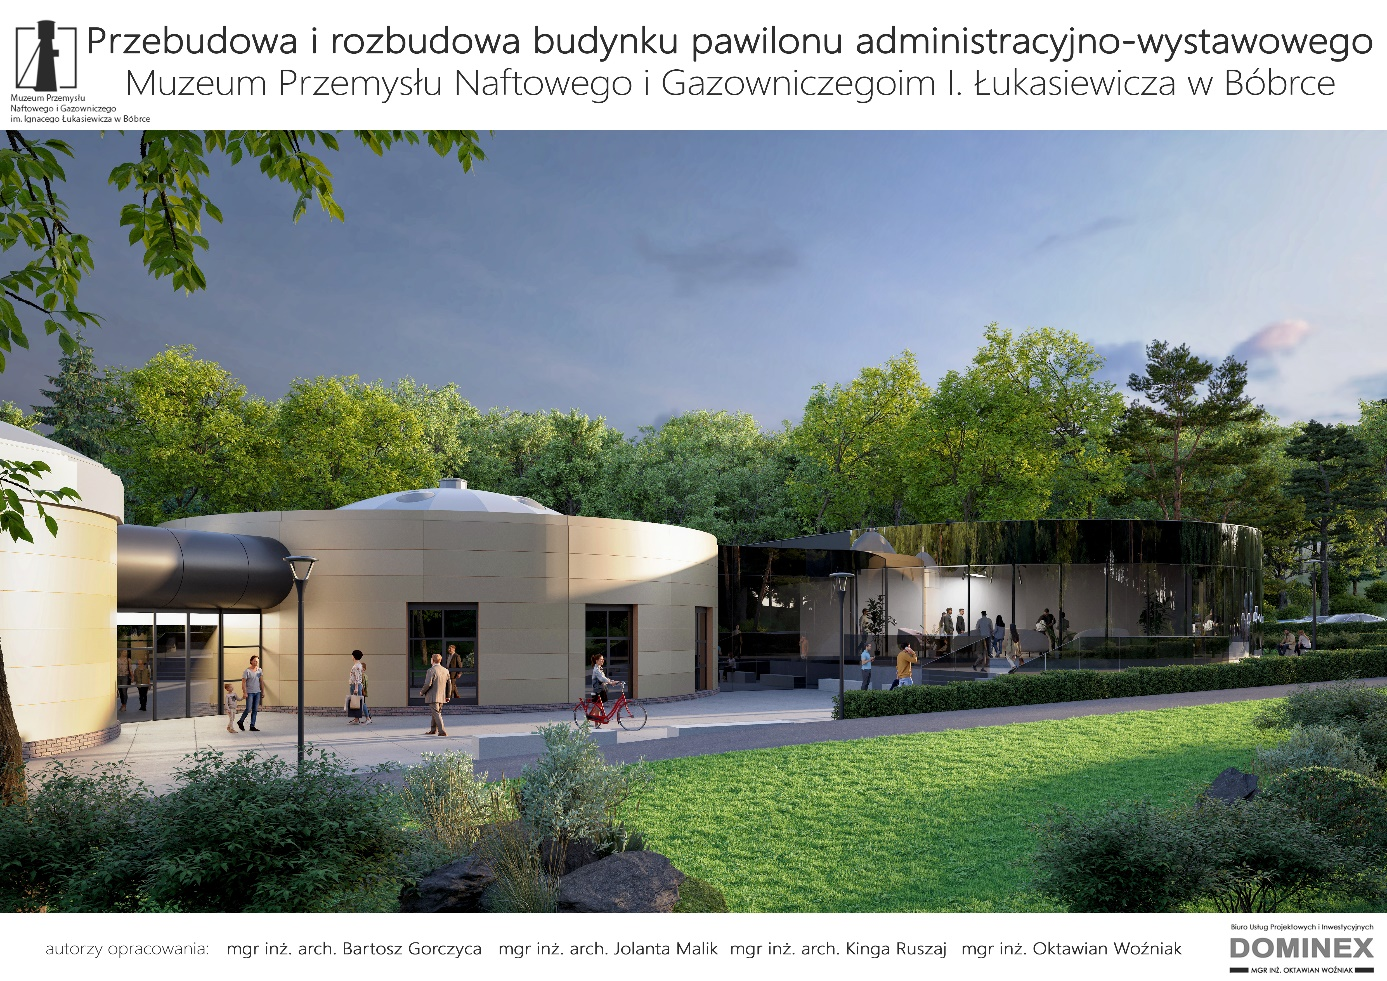 Przebudowa i rozbudowa budynku pawilonu administracyjno-wystawowego
Muzeum Przemysłu Naftowego i Gazowniczegoim I. Łukasiewicza w Bóbrce
Muzeum Przemysłu
Naftowego i Gazowniczego
im. Ignacego Łukasiewicza w Bóbrce
autorzy opracowania: mgr inż. arch. Bartosz Gorczyca mgr inż. arch. Jolanta Malik mgr inż. arch. Kinga Ruszaj mgr inż. Oktawian Woźniak
Biuro Usług Projektowych i Inwestycyjnych
DOMINEX
MGR INŻ. OKTAWIAN WOŹNIAK